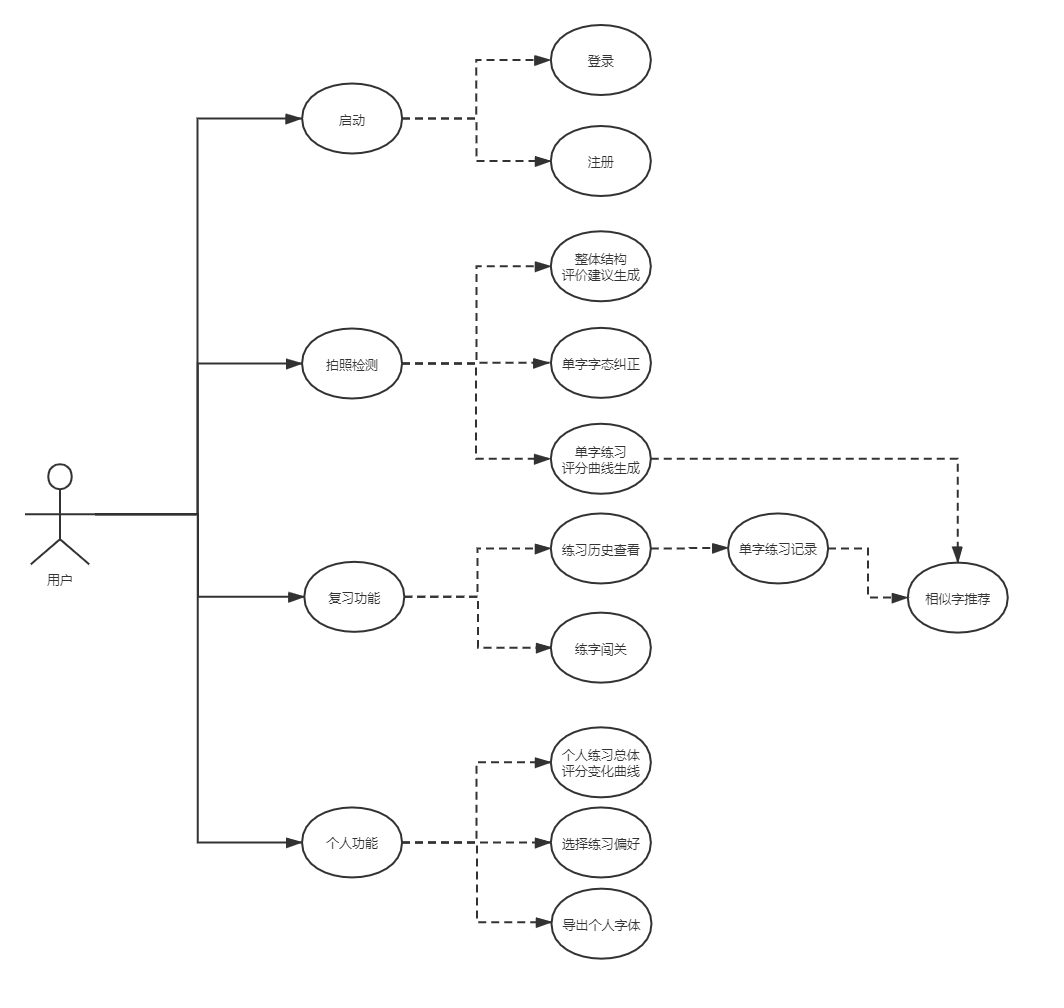 登录
启动
注册
整体结构
评价建议生成
拍照检测
单字字态纠正
单字练习
评分曲线生成
用户
练习历史查看
单字练习记录
复习功能
相似字推荐
练字闯关
个人练习总体
评分变化曲线
个人功能
选择练习偏好
导出个人字体